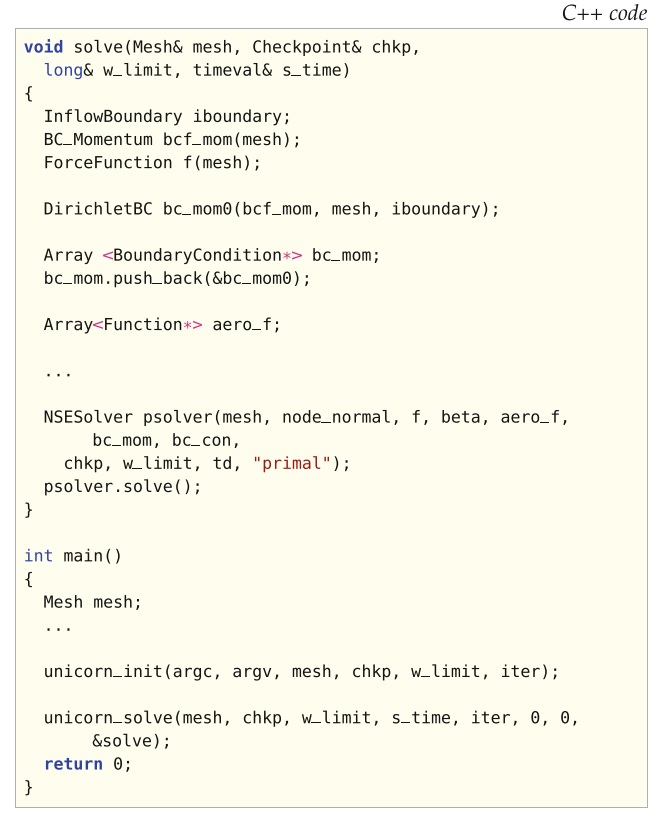 C++ code
void solve(Mesh& mesh, Checkpoint& chkp,
  long& w_limit, timeval& s_time)
{
  InflowBoundary iboundary;
  BC_Momentum bcf_mom(mesh);
  ForceFunction f(mesh);

  DirichletBC bc_mom0(bcf_mom, mesh, iboundary);

  Array <BoundaryCondition*> bc_mom;
  bc_mom.push_back(&bc_mom0);

  Array<Function*> aero_f;

  ...

  NSESolver psolver(mesh, node_normal, f, beta, aero_f,
       bc_mom, bc_con,
    chkp, w_limit, td, "primal");
  psolver.solve();
}

int main()
{
  Mesh mesh;
  ...

  unicorn_init(argc, argv, mesh, chkp, w_limit, iter);

  unicorn_solve(mesh, chkp, w_limit, s_time, iter, 0, 0,
       &solve);
  return 0;
}